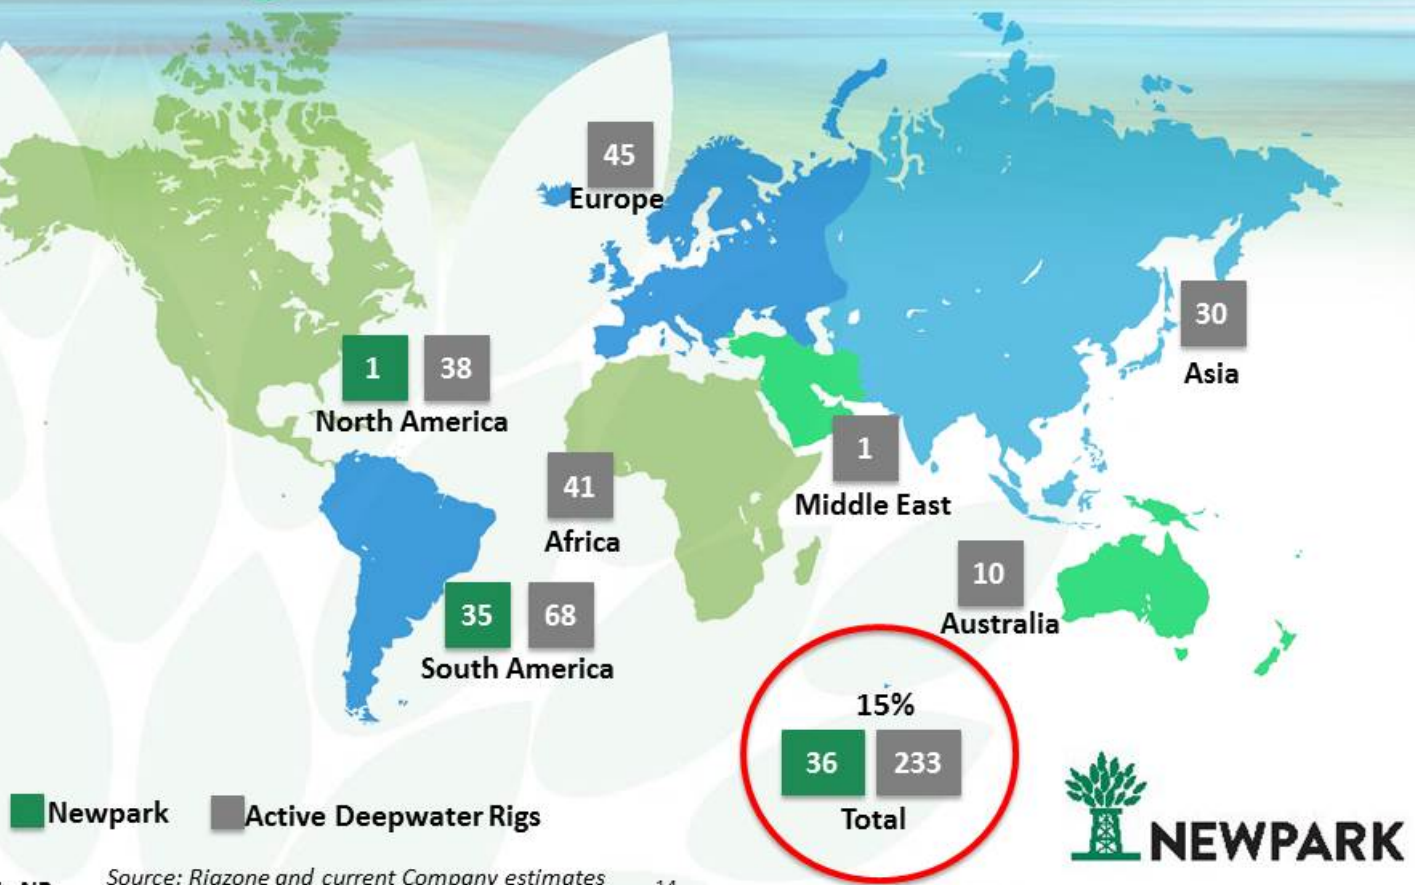 45
Europe
30
Asia
1 38
North America
1
Middle East
41
Africa
10
Australia
35 68
South America
15%
36 233
Total
Newpark Active Deepwater Rigs
NEWPARK
Source: Rigzone and current Company estimates
14